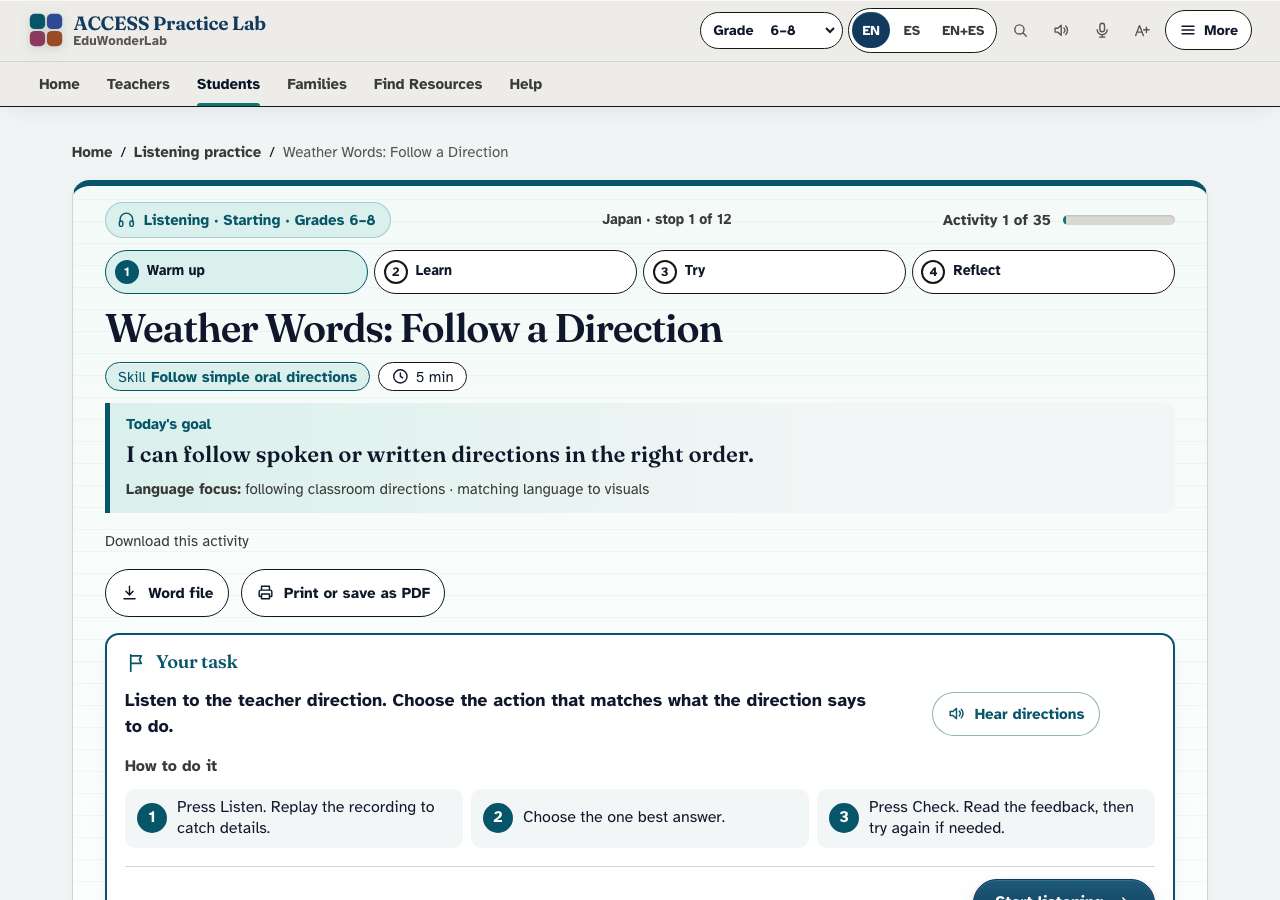 ACCESS Practice Lab
EduWonderLab
Grade 6–8
EN ES EN+ES
A+
More
Home Teachers Students Families Find Resources Help
Home / Listening practice / Weather Words: Follow a Direction
Listening · Starting · Grades 6–8
Japan · stop 1 of 12
Activity 1 of 35
1 Warm up
2 Learn
3 Try
4 Reflect
Weather Words: Follow a Direction
Skill Follow simple oral directions
5 min
Today's goal
I can follow spoken or written directions in the right order.
Language focus: following classroom directions · matching language to visuals
Download this activity
Word file
Print or save as PDF
Your task
Listen to the teacher direction. Choose the action that matches what the direction says
to do.
Hear directions
How to do it
1 Press Listen. Replay the recording to
catch details.
2 Choose the one best answer.
3 Press Check. Read the feedback, then
try again if needed.
Start listening